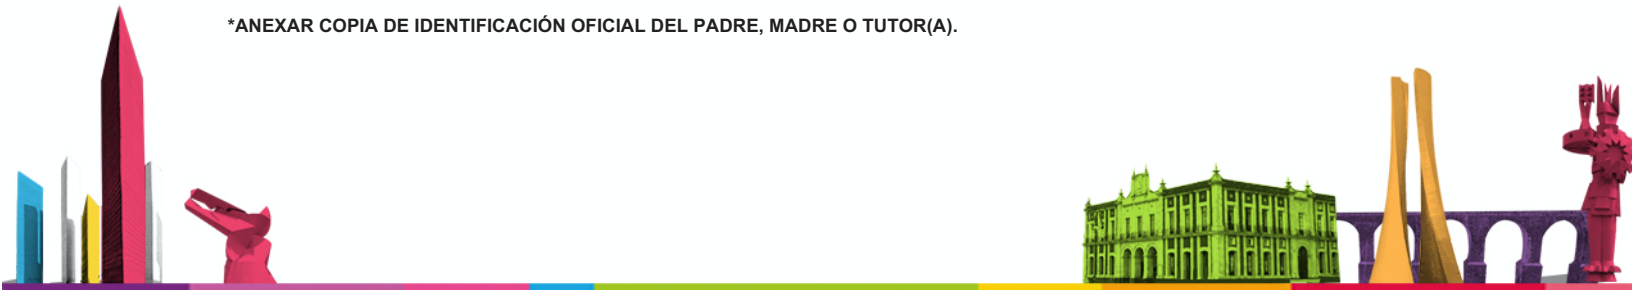 *ANEXAR COPIA DE IDENTIFICACIÓN OFICIAL DEL PADRE, MADRE O TUTOR(A).